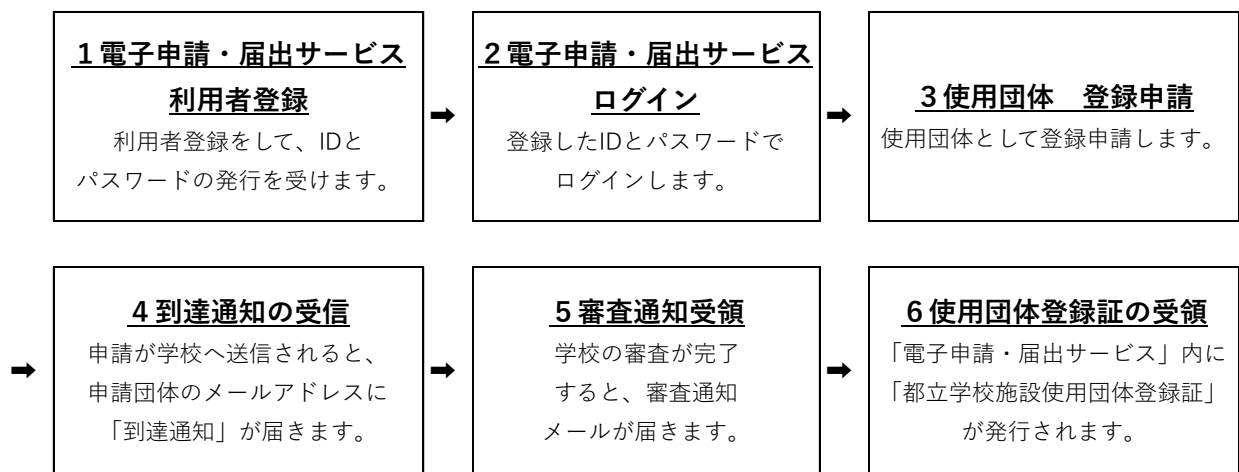 １電子申請・届出サービス
利用者登録
利用者登録をして、IDと
パスワードの発行を受けます。
➡
２電子申請・届出サービス
ログイン
登録したIDとパスワードで
ログインします。
➡
３使用団体　登録申請
使用団体として登録申請します。
➡
４到達通知の受信
申請が学校へ送信されると、
申請団体のメールアドレスに
「到達通知」が届きます。
➡
５審査通知受領
学校の審査が完了
すると、審査通知
メールが届きます。
➡
６使用団体登録証の受領
「電子申請・届出サービス」内に
「都立学校施設使用団体登録証」
が発行されます。